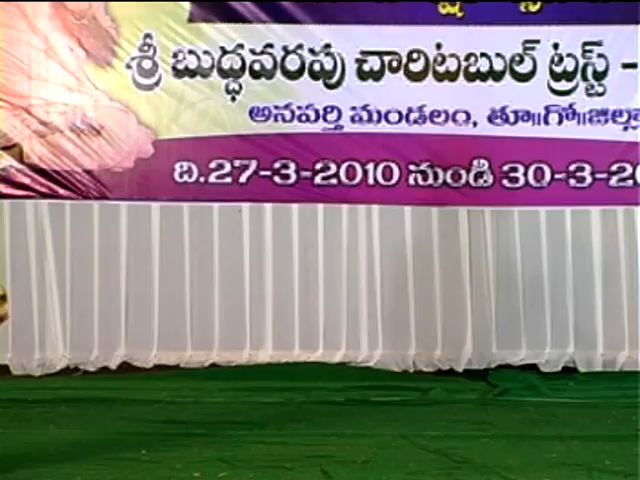 శ్రీ బుద్ధవరపు చారిటబుల్ ట్రస్ట్ -
అనపర్తి మండలం, తూ॥గో॥జిల్లా
ది.27-3-2010 నుండి 30-3-20